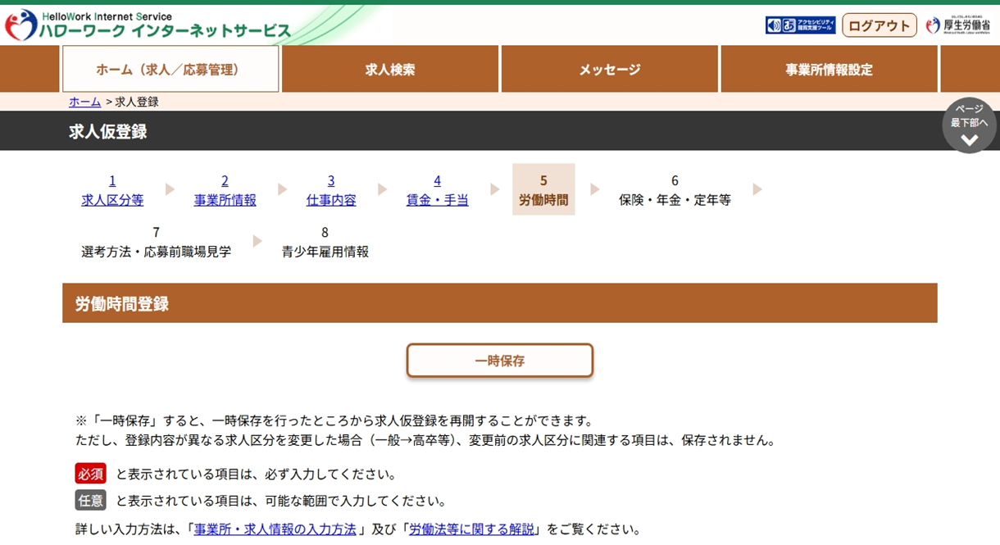 HelloWork Internet Service
ハローワーク インターネットサービス
アクセシビリティ
閲覧支援ツール
ログアウト
厚生労働省
ホーム（求人／応募管理）
求人検索
メッセージ
事業所情報設定
ホーム > 求人登録
ページ
最下部へ
求人仮登録
1
求人区分等
2
事業所情報
3
仕事内容
4
賃金・手当
5
労働時間
6
保険・年金・定年等
7
選考方法・応募前職場見学
8
青少年雇用情報
労働時間登録
一時保存
※「一時保存」すると、一時保存を行ったところから求人仮登録を再開することができます。
ただし、登録内容が異なる求人区分を変更した場合（一般→高卒等）、変更前の求人区分に関連する項目は、保存されません。
必須 と表示されている項目は、必ず入力してください。
任意 と表示されている項目は、可能な範囲で入力してください。
詳しい入力方法は、「事業所・求人情報の入力方法」及び「労働法等に関する解説」をご覧ください。